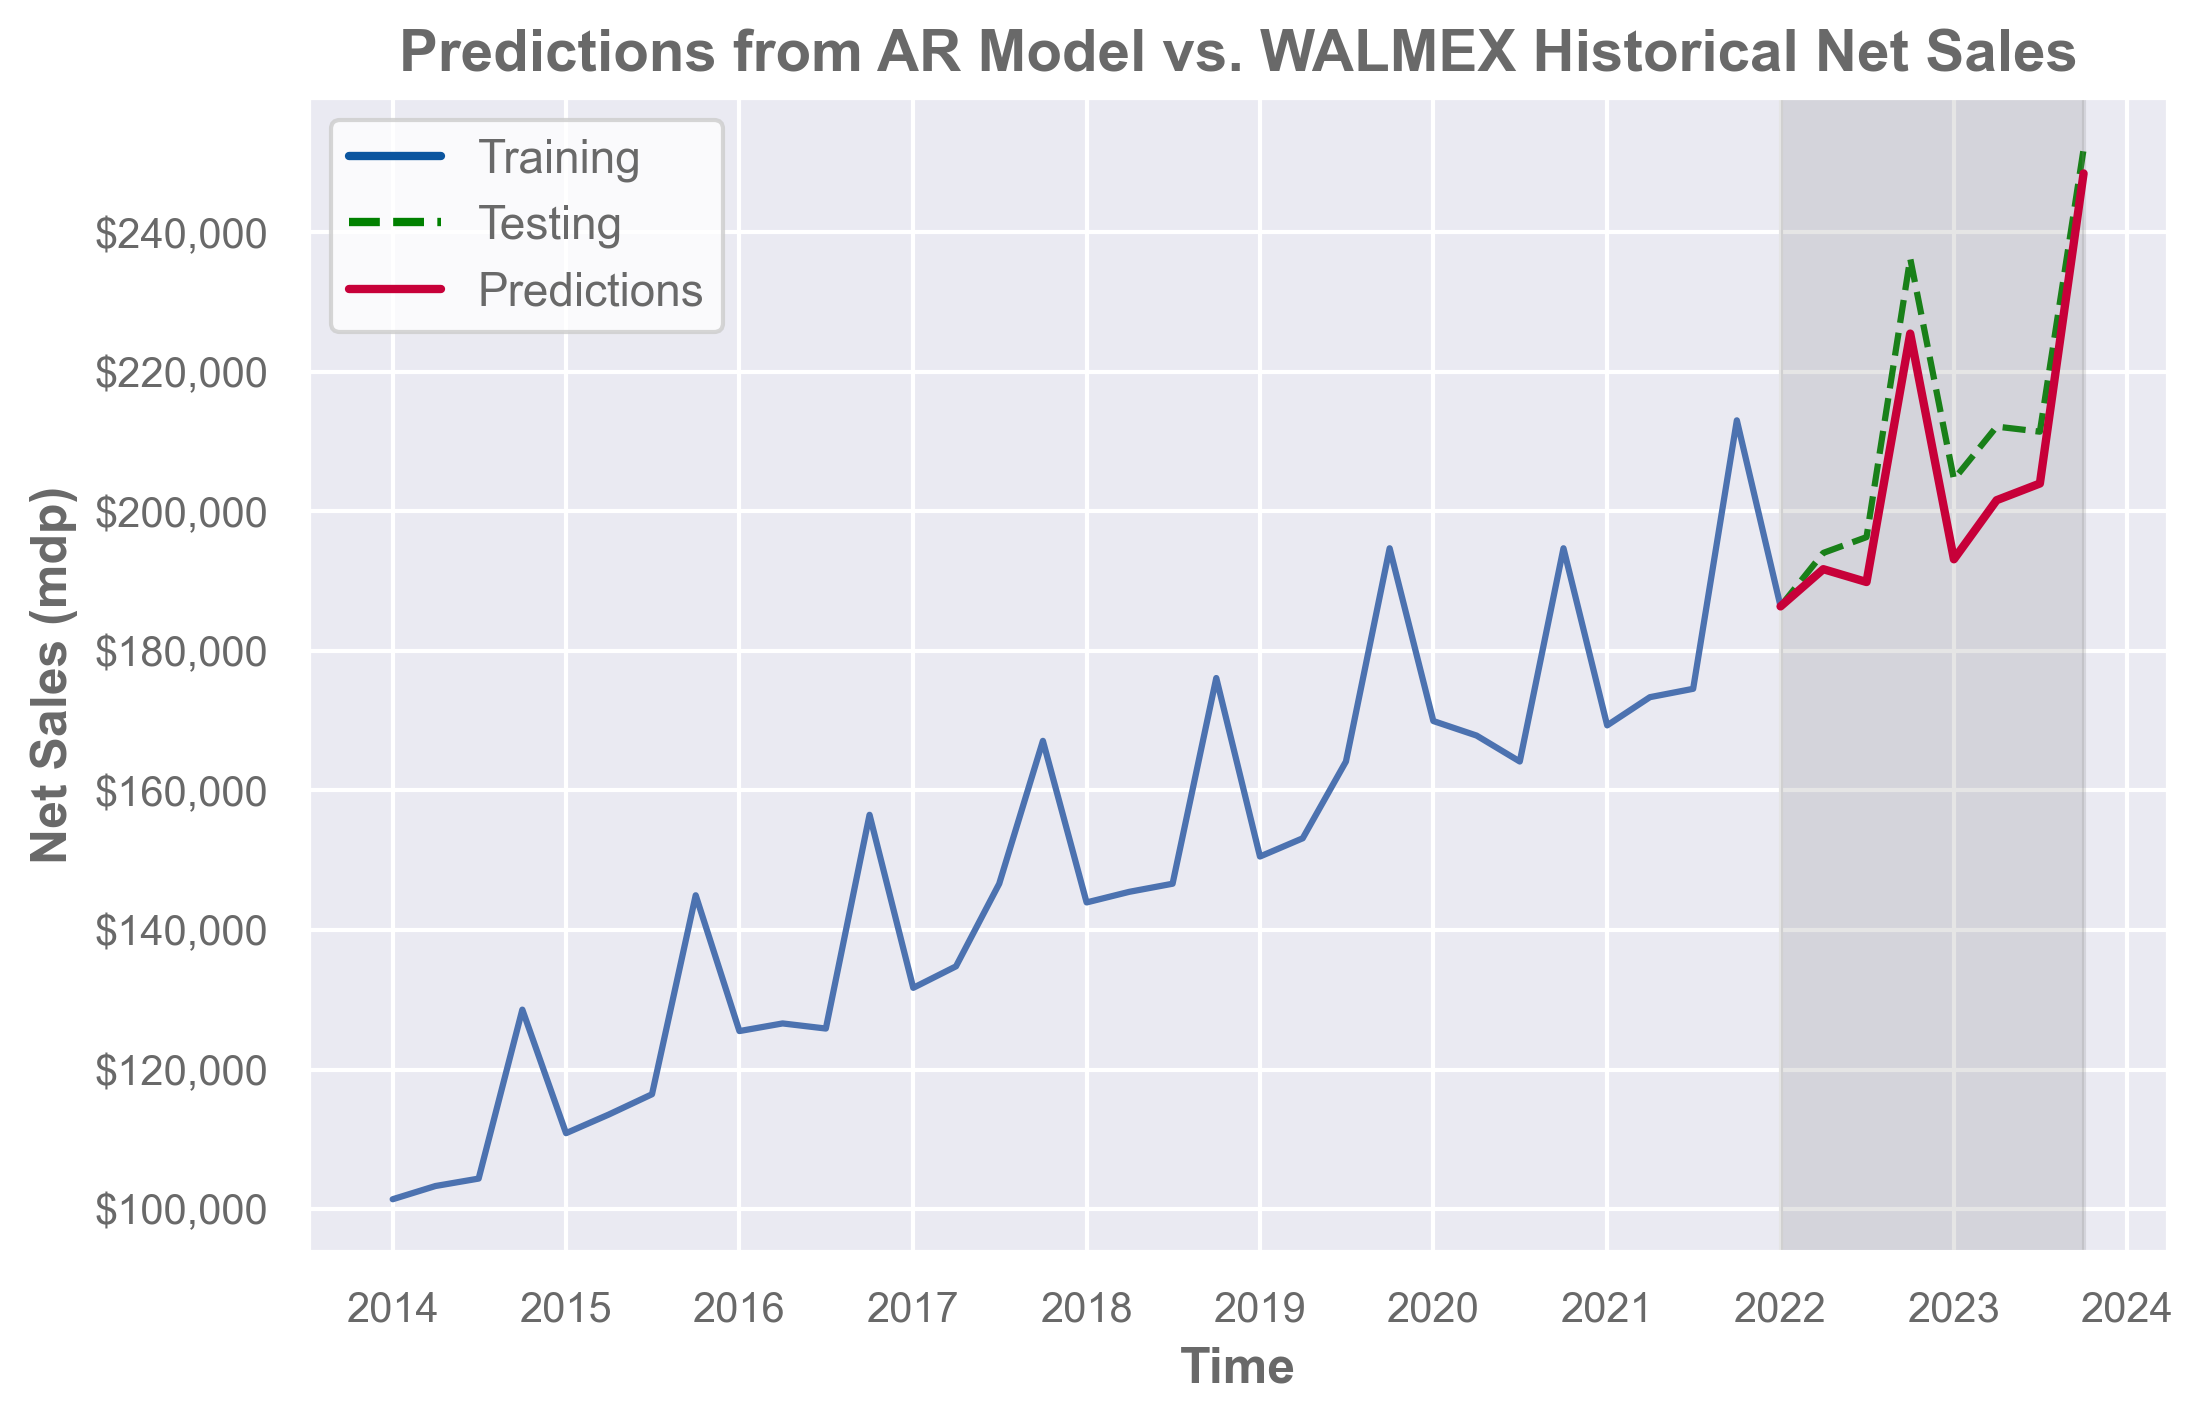 Predictions from AR Model vs. WALMEX Historical Net Sales
Training
Testing
Predictions
Net Sales (mdp)
$240,000
$220,000
$200,000
$180,000
$160,000
$140,000
$120,000
$100,000
2014 2015 2016 2017 2018 2019 2020 2021 2022 2023 2024
Time